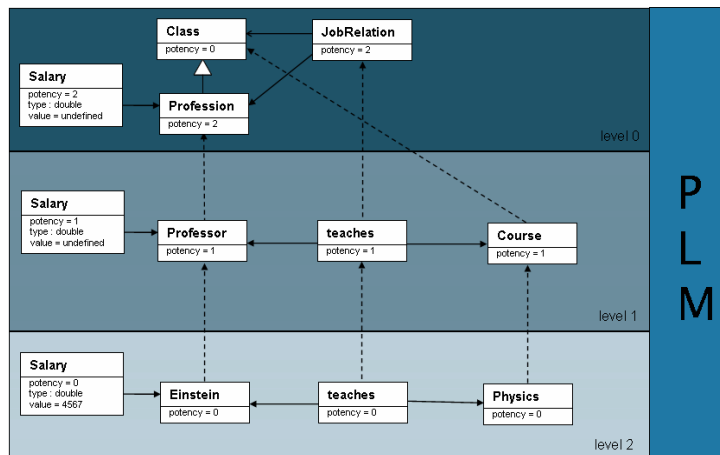 Class
potency = 0
JobRelation
potency = 2
Salary
potency = 2
type : double
value = undefined
Profession
potency = 2
level 0
Salary
potency = 1
type : double
value = undefined
Professor
potency = 1
teaches
potency = 1
Course
potency = 1
level 1
Salary
potency = 0
type : double
value = 4567
Einstein
potency = 0
teaches
potency = 0
Physics
potency = 0
level 2
P
L
M